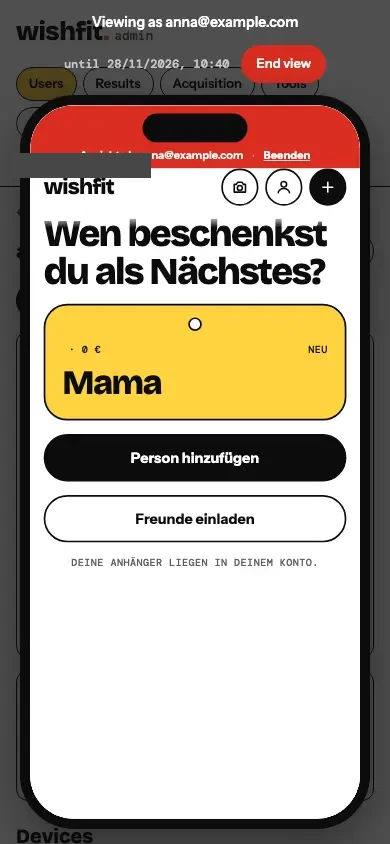 Viewing as anna@example.com
wishfit. admin
until 28/11/2026, 10:40 End view
Users Results Acquisition Tools
na@example.com · Beenden
wishfit
Wen beschenkst
du als Nächstes?
· 0 € NEU
Mama
Person hinzufügen
Freunde einladen
DEINE ANHÄNGER LIEGEN IN DEINEM KONTO.
Devices